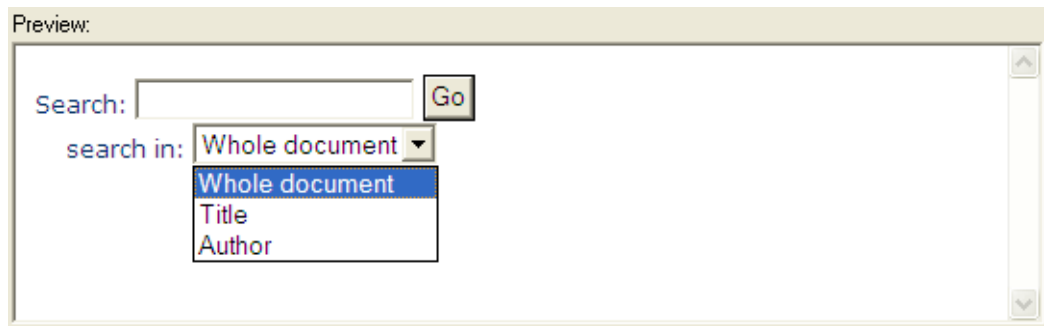 Preview:
Search: Go
search in: Whole document
Whole document
Title
Author